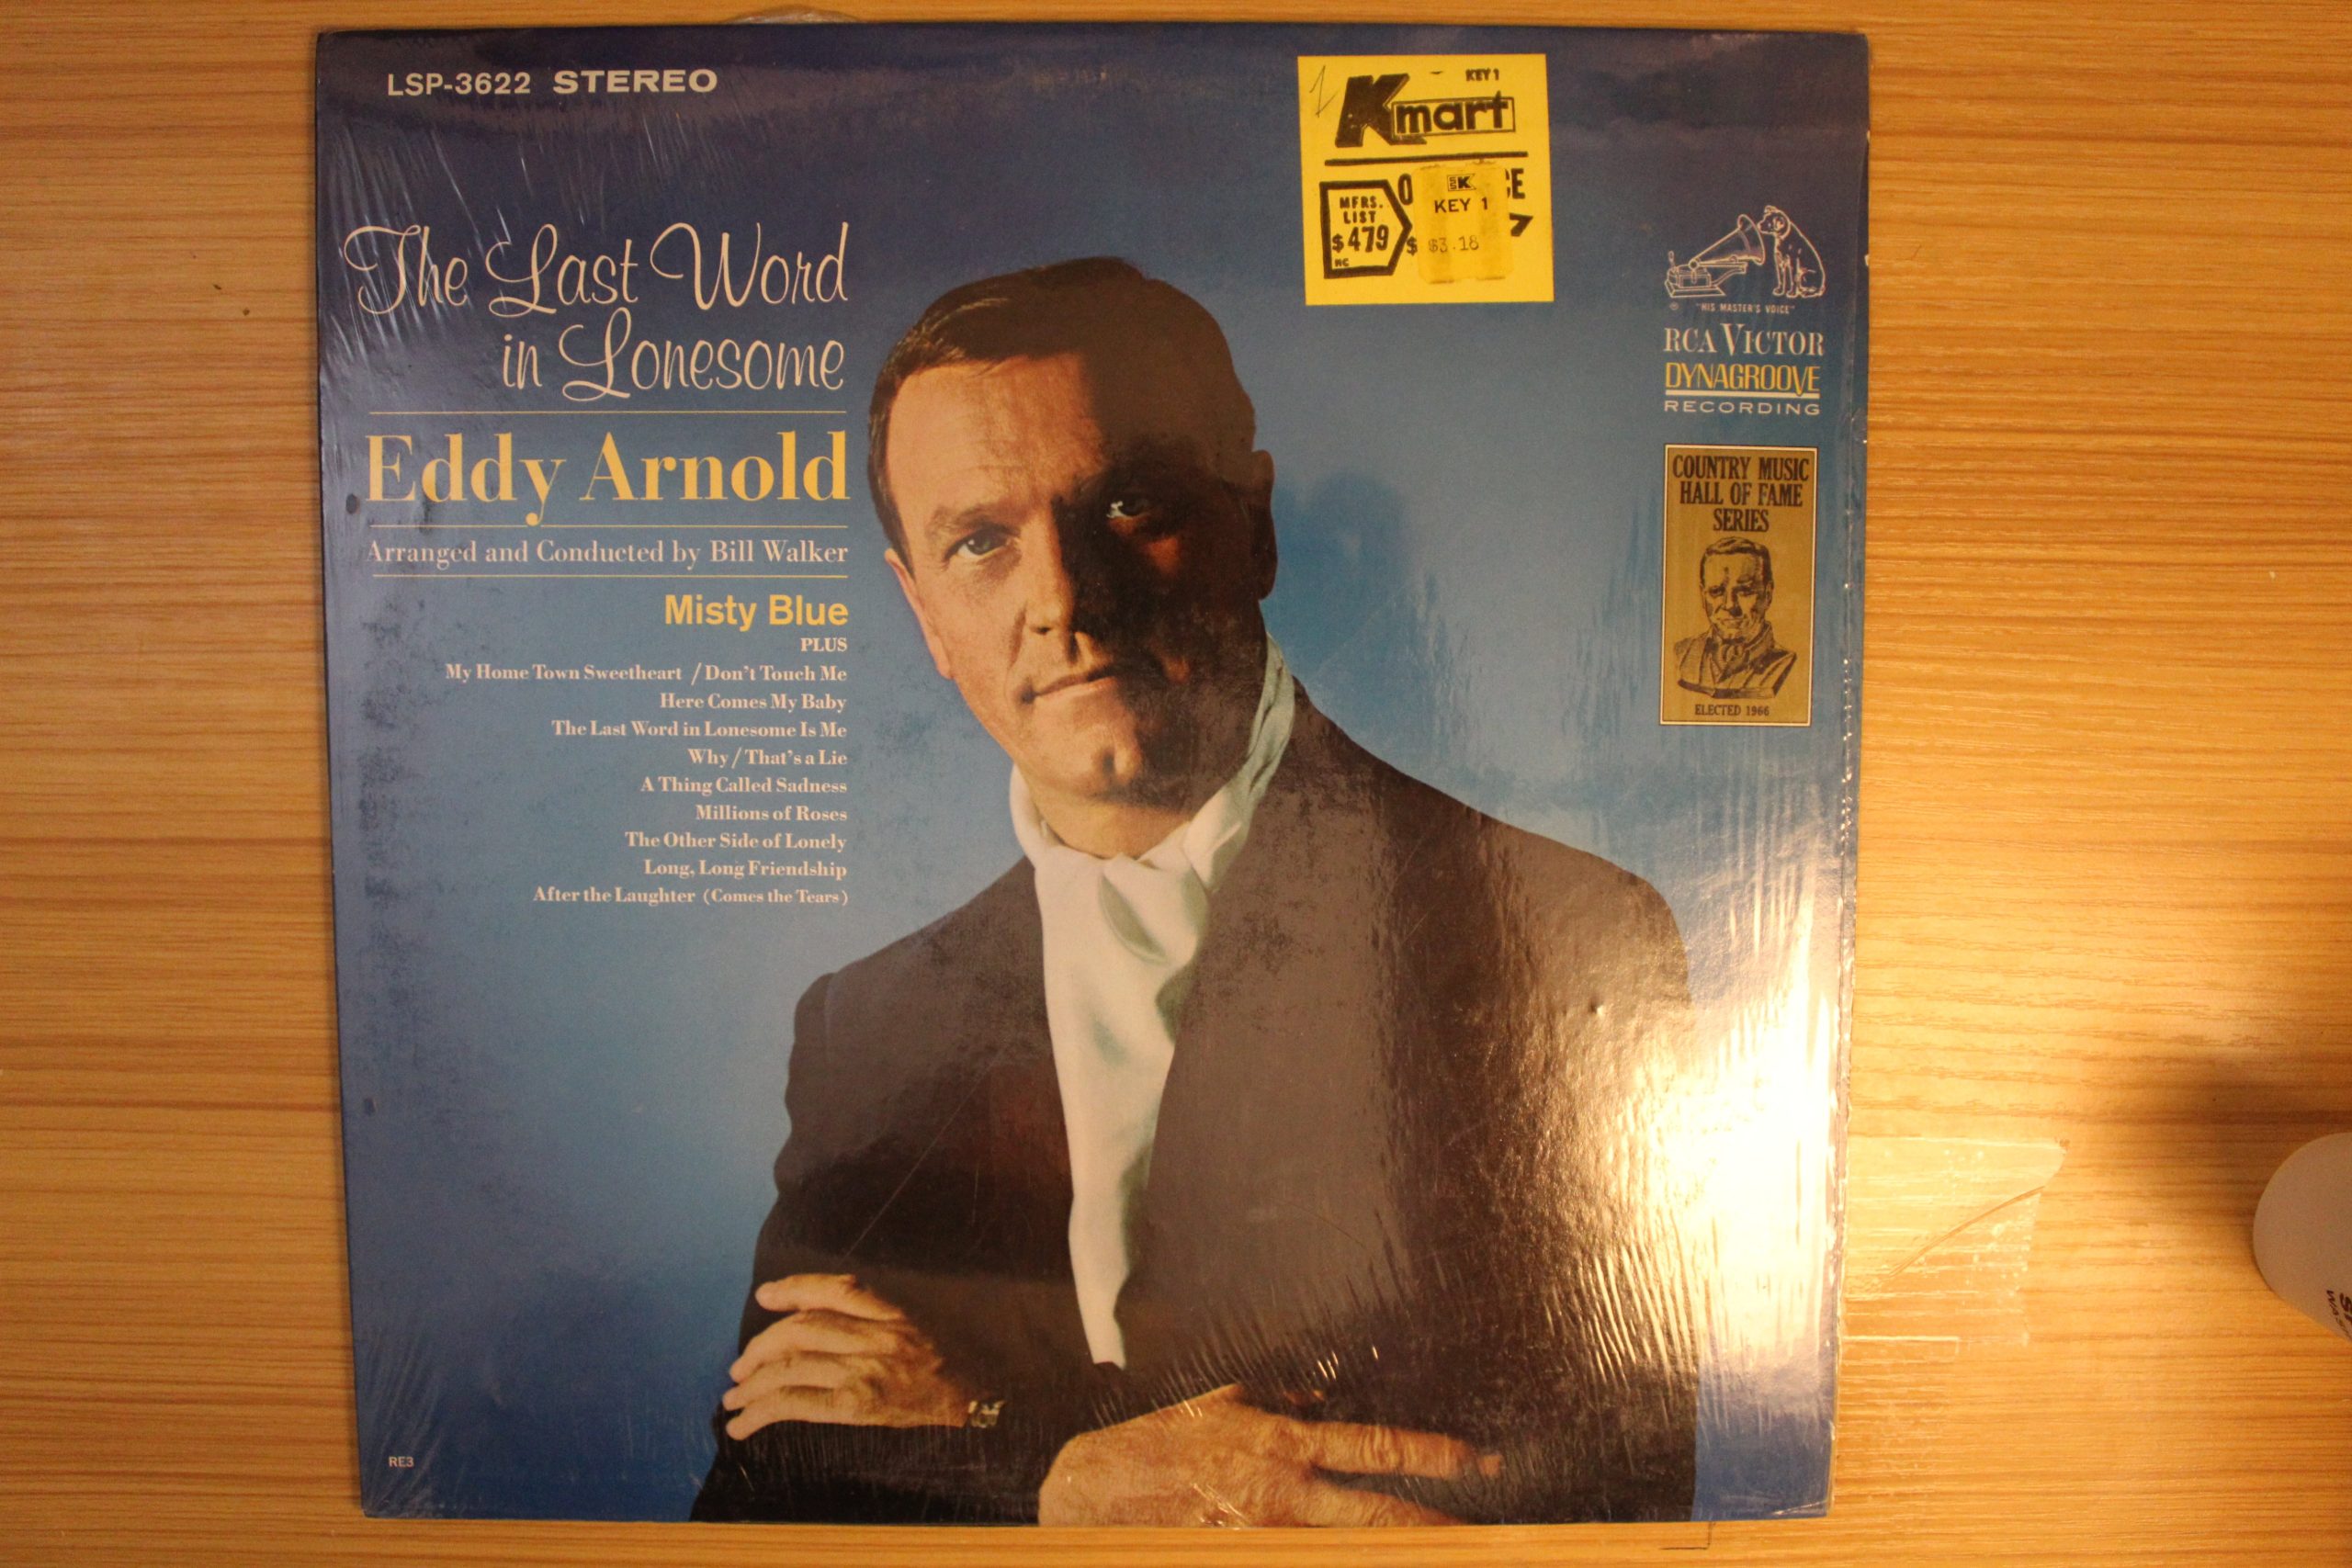 LSP-3622 STEREO
The Last Word
in Lonesome
Eddy Arnold
Arranged and Conducted by Bill Walker
Misty Blue
PLUS
My Home Town Sweetheart / Don't Touch Me
Here Comes My Baby
The Last Word in Lonesome Is Me
Why / That's a Lie
A Thing Called Sadness
Millions of Roses
The Other Side of Lonely
Long, Long Friendship
After the Laughter (Comes the Tears)
RE3
KEY 1
Kmart
MFRS.
LIST
$479
NC
$
K
KEY 1
$3.18
"HIS MASTER'S VOICE"
RCA VICTOR
DYNAGROOVE
RECORDING
COUNTRY MUSIC
HALL OF FAME
SERIES
ELECTED 1966